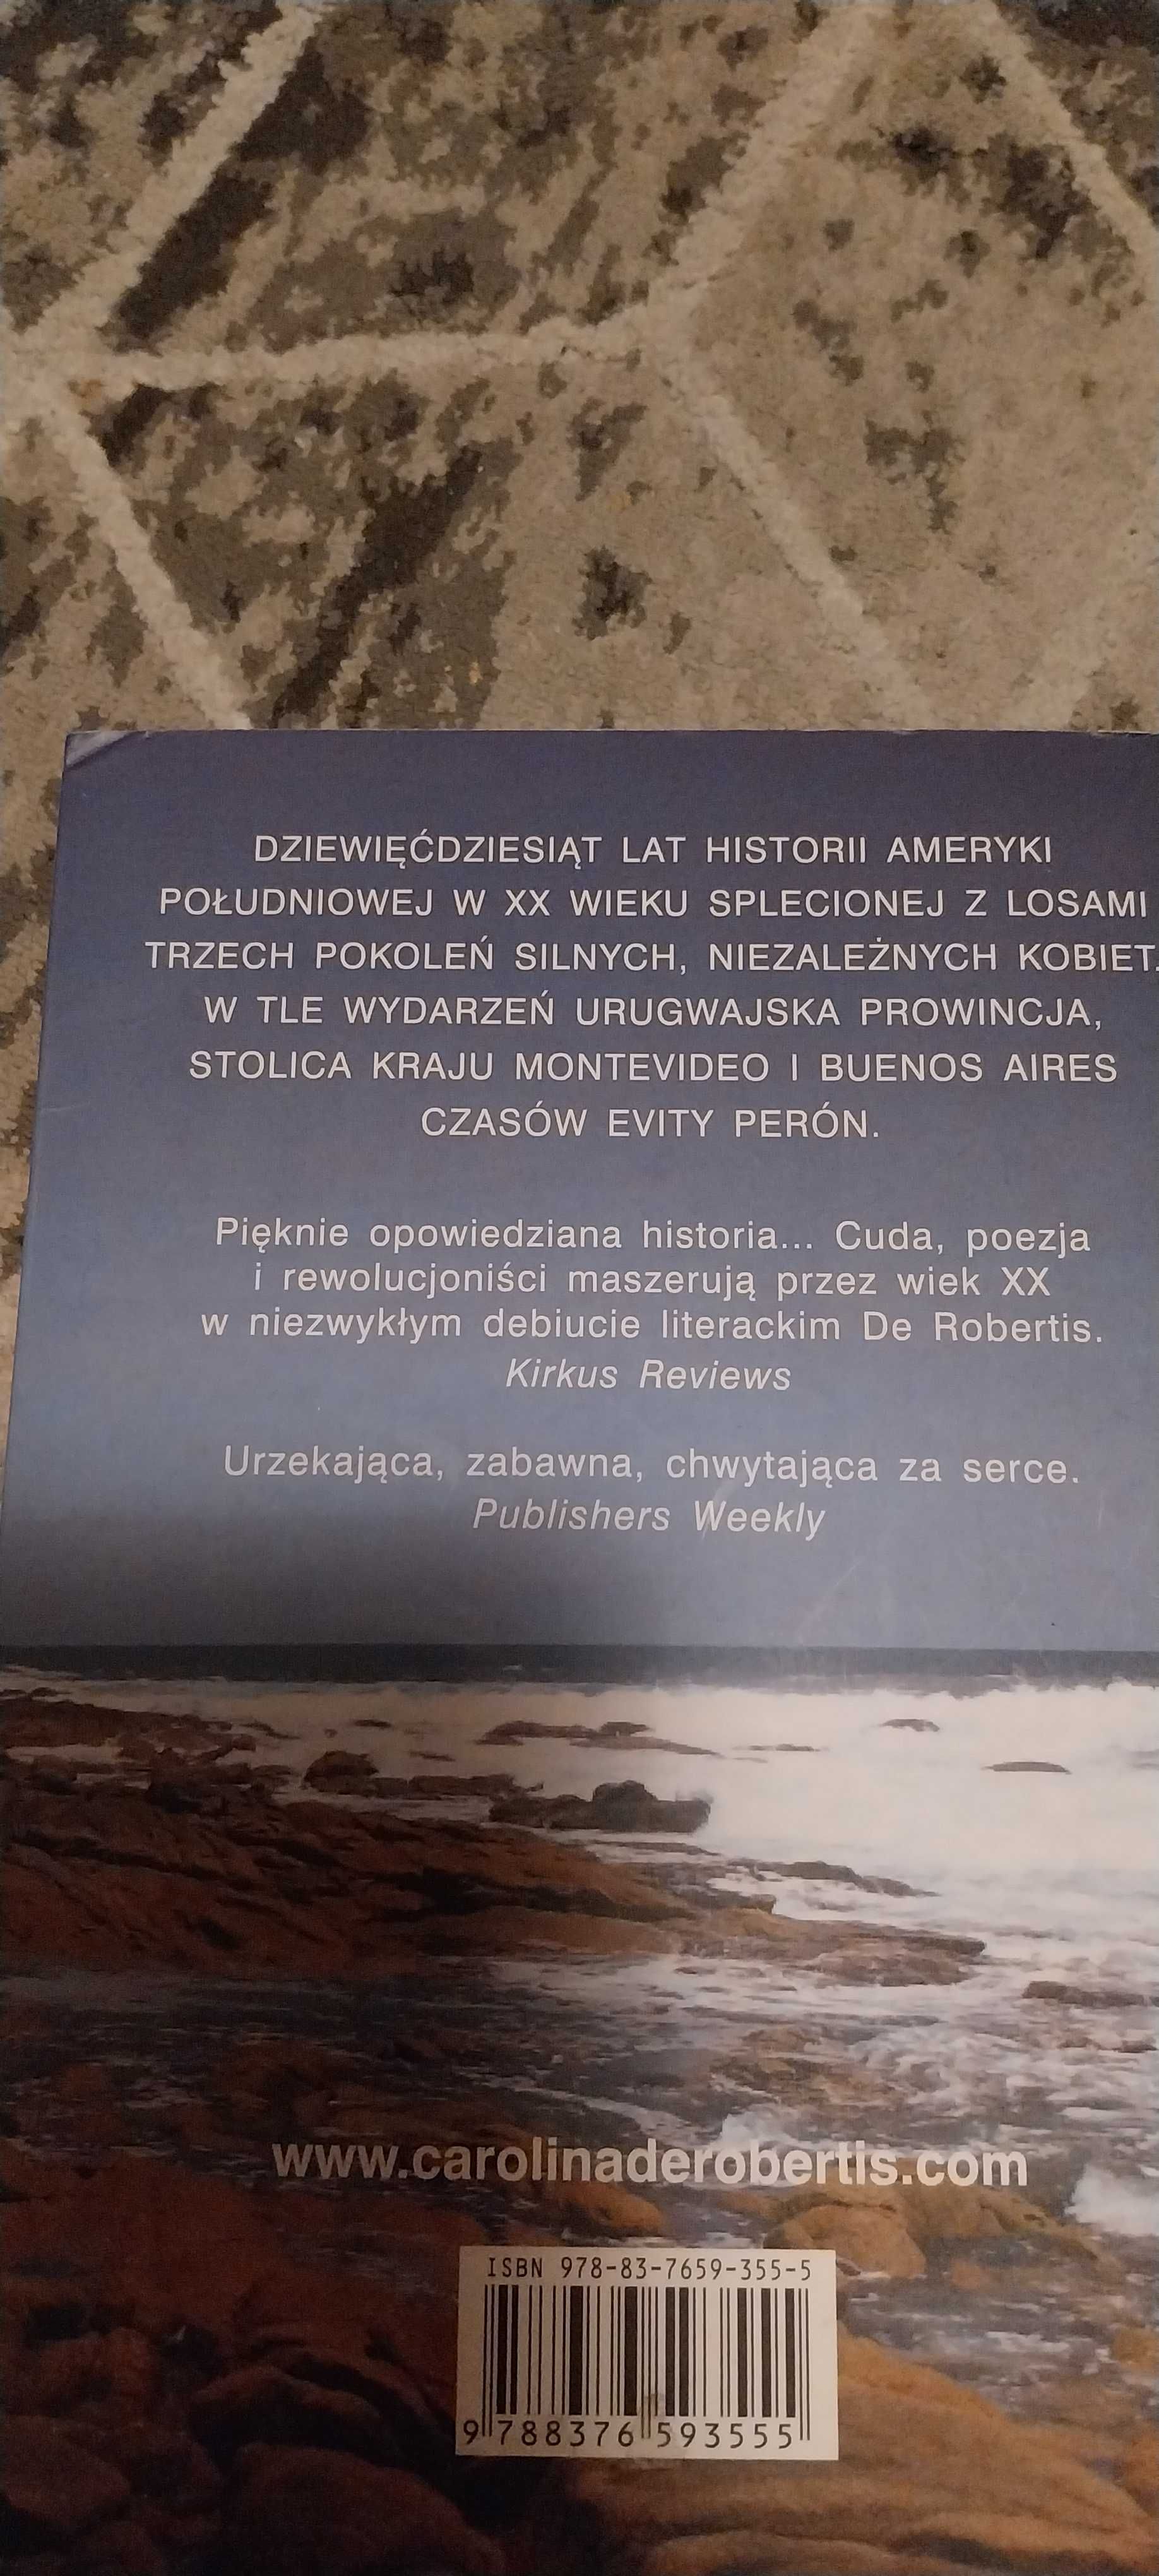 DZIEWIĘĆDZIESIĄT LAT HISTORII AMERYKI
POŁUDNIOWEJ W XX WIEKU SPLECIONEJ Z LOSAMI
TRZECH POKOLEŃ SILNYCH, NIEZALEŻNYCH KOBIET.
W TLE WYDARZEŃ URUGWAJSKA PROWINCJA,
STOLICA KRAJU MONTEVIDEO I BUENOS AIRES
CZASÓW EVITY PERÓN.
Pięknie opowiedziana historia... Cuda, poezja
i rewolucjoniści maszerują przez wiek XX
w niezwykłym debiucie literackim De Robertis.
Kirkus Reviews
Urzekająca, zabawna, chwytająca za serce.
Publishers Weekly
www.carolinaderobertis.com
ISBN 978-83-7659-355-5
9 788376 593555